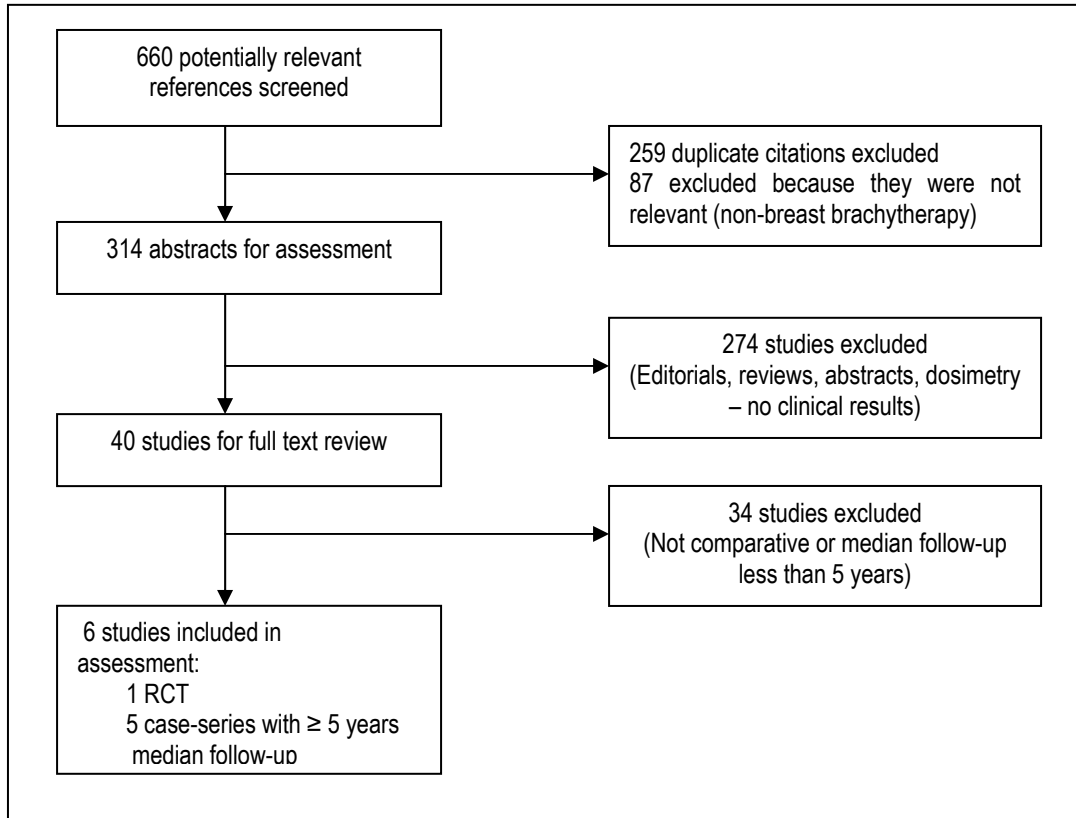 660 potentially relevant
references screened
259 duplicate citations excluded
87 excluded because they were not
relevant (non-breast brachytherapy)
314 abstracts for assessment
274 studies excluded
(Editorials, reviews, abstracts, dosimetry
– no clinical results)
40 studies for full text review
34 studies excluded
(Not comparative or median follow-up
less than 5 years)
6 studies included in
assessment:
1 RCT
5 case-series with ≥ 5 years
median follow-up